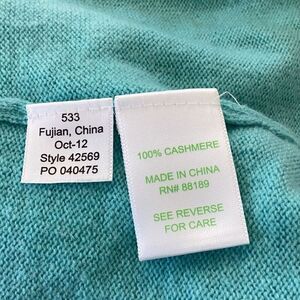 533
Fujian, China
Oct-12
Style 42569
PO 040475
100% CASHMERE
MADE IN CHINA
RN# 88189
SEE REVERSE
FOR CARE